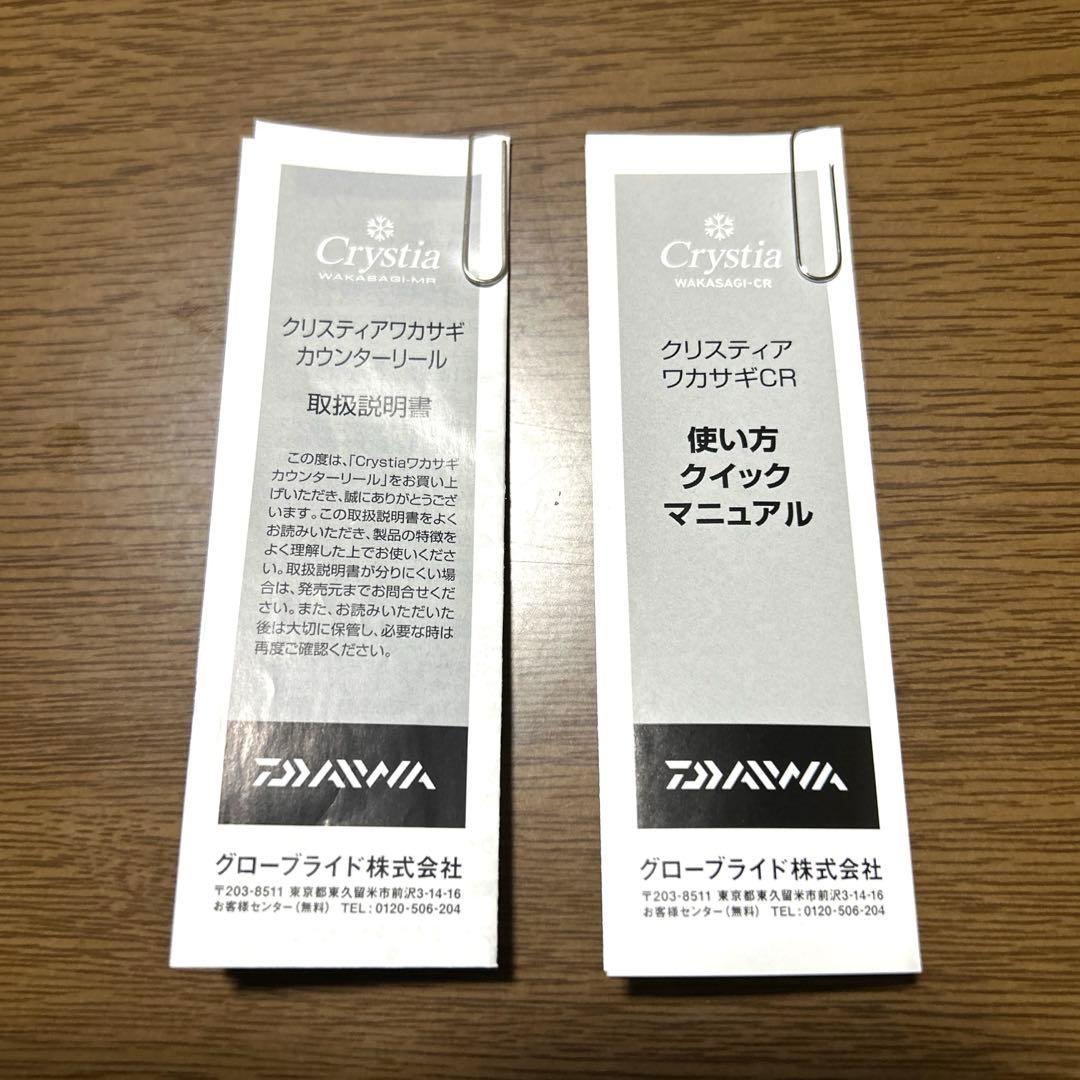 Crystia
WAKASAGI-MR
クリスティアワカサギ
カウンターリール
取扱説明書
この度は、「Crystiaワカサギ
カウンターリール」をお買い上
げいただき、誠にありがとうござ
います。この取扱説明書をよく
お読みいただき、製品の特徴を
よく理解した上でお使いくださ
い。取扱説明書が分りにくい場
合は、発売元までお問合せくだ
さい。また、お読みいただいた
後は大切に保管し、必要な時は
再度ご確認ください。
DAIWA
グローブライド株式会社
〒203-8511 東京都東久留米市前沢3-14-16
お客様センター(無料) TEL:0120-506-204
Crystia
WAKASAGI-CR
クリスティア
ワカサギCR
使い方
クイック
マニュアル
DAIWA
グローブライド株式会社
〒203-8511 東京都東久留米市前沢3-14-16
お客様センター(無料) TEL:0120-506-204